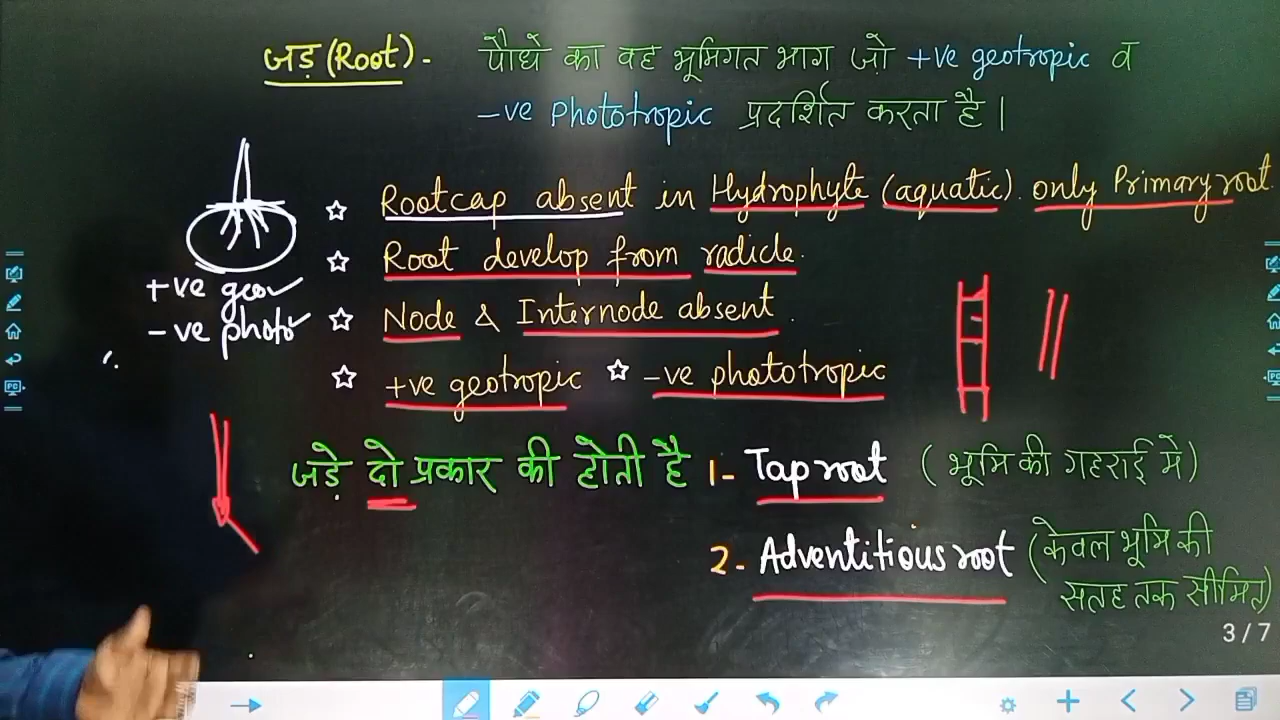 जड़ (Root) - पौधे का वह भूमिगत भाग जो +ve geotropic व
-ve Phototropic प्रदर्शित करता है |
☆ Rootcap absent in Hydrophyte (aquatic). only Primary root.
☆ Root develop from radicle.
+ve geo
☆ Node & Internode absent.
-ve photo
☆ +ve geotropic ☆ -ve phototropic
जड़े दो प्रकार की होती है 1- Tap root (भूमि की गहराई मे)
2- Adventitious root (केवल भूमि की
सतह तक सीमित)
3/7
PC
PC